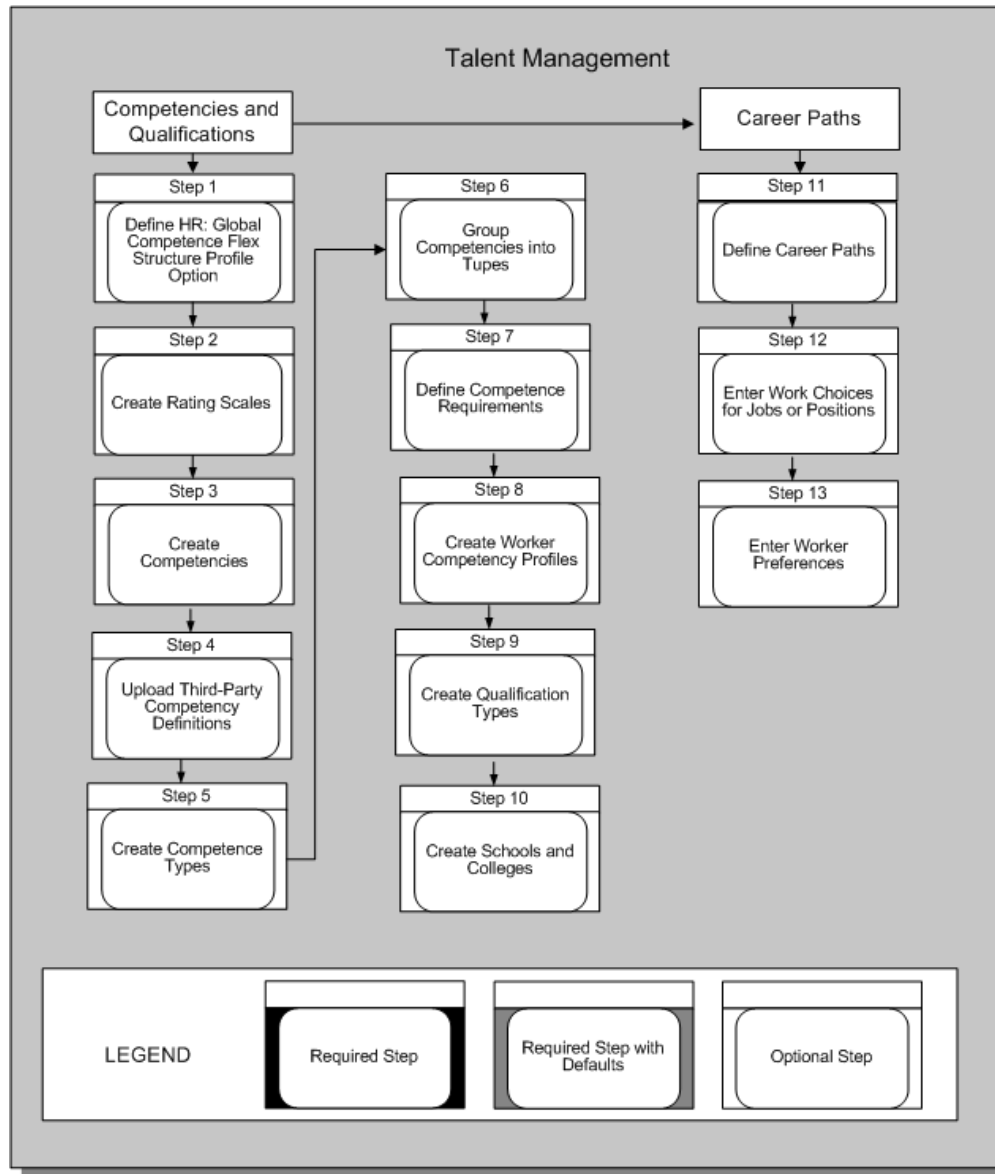 Talent Management
Competencies and
Qualifications
Career Paths
Step 1
Define HR: Global
Competence Flex
Structure Profile
Option
Step 2
Create Rating Scales
Step 3
Create
Competencies
Step 4
Upload Third-Party
Competency
Definitions
Step 5
Create Competence
Types
Step 6
Group
Competencies into
Tupes
Step 7
Define Competence
Requirements
Step 8
Create Worker
Competency Profiles
Step 9
Create Qualification
Types
Step 10
Create Schools and
Colleges
Step 11
Define Career Paths
Step 12
Enter Work Choices
for Jobs or Positions
Step 13
Enter Worker
Preferences
LEGEND
Required Step
Required Step with
Defaults
Optional Step